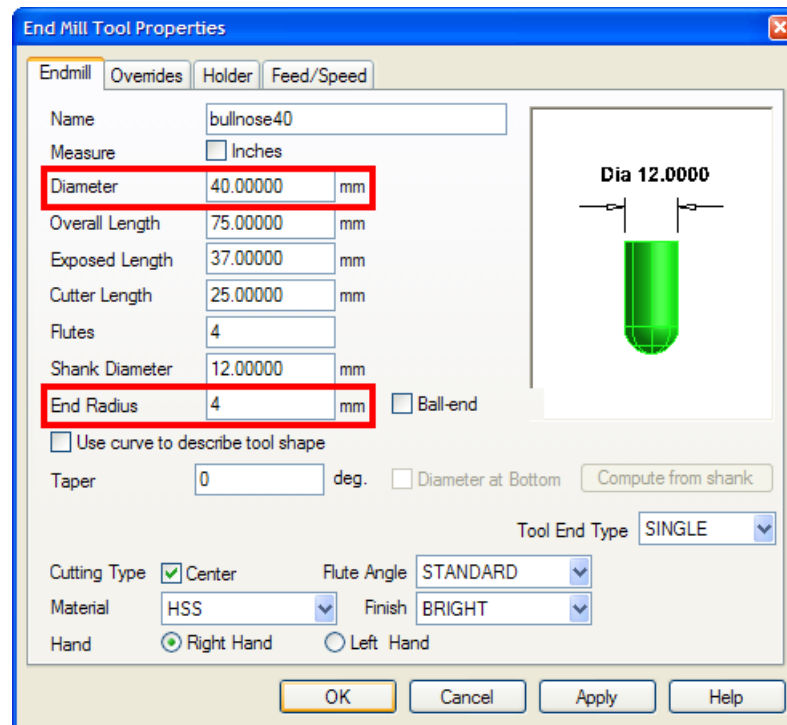 End Mill Tool Properties
Endmill Overrides Holder Feed/Speed
Name bullnose40
Measure Inches
Diameter 40.00000 mm
Dia 12.0000
Overall Length 75.00000 mm
Exposed Length 37.00000 mm
Cutter Length 25.00000 mm
Flutes 4
Shank Diameter 12.00000 mm
End Radius 4 mm Ball-end
Use curve to describe tool shape
Taper 0 deg. Diameter at Bottom Compute from shank
Tool End Type SINGLE
Cutting Type Center Flute Angle STANDARD
Material HSS Finish BRIGHT
Hand Right Hand Left Hand
OK Cancel Apply Help